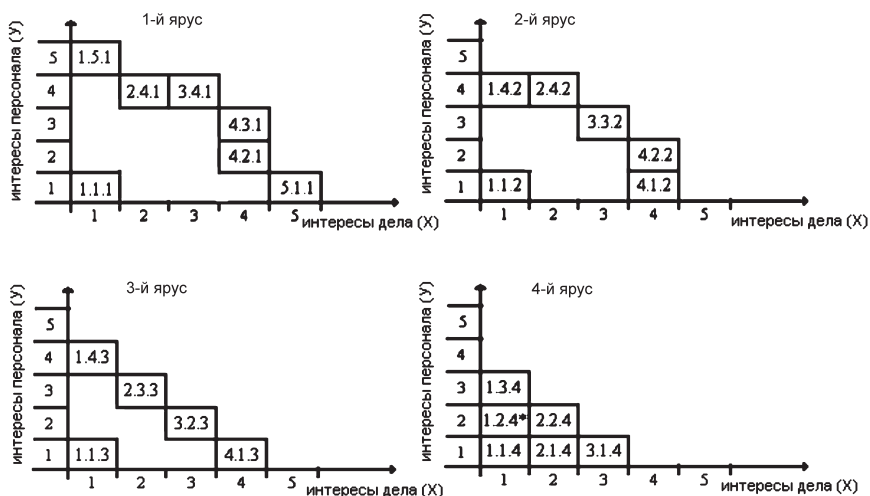 1-й ярус
интересы персонала (У)
5 1.5.1
4 2.4.1 3.4.1
3 4.3.1
2 4.2.1
1 1.1.1 5.1.1
1 2 3 4 5 интересы дела (Х)
2-й ярус
интересы персонала (У)
5
4 1.4.2 2.4.2
3 3.3.2
2 4.2.2
1 1.1.2 4.1.2
1 2 3 4 5 интересы дела (Х)
3-й ярус
интересы персонала (У)
5
4 1.4.3
3 2.3.3
2 3.2.3
1 1.1.3 4.1.3
1 2 3 4 5 интересы дела (Х)
4-й ярус
интересы персонала (У)
5
4
3 1.3.4
2 1.2.4* 2.2.4
1 1.1.4 2.1.4 3.1.4
1 2 3 4 5 интересы дела (Х)